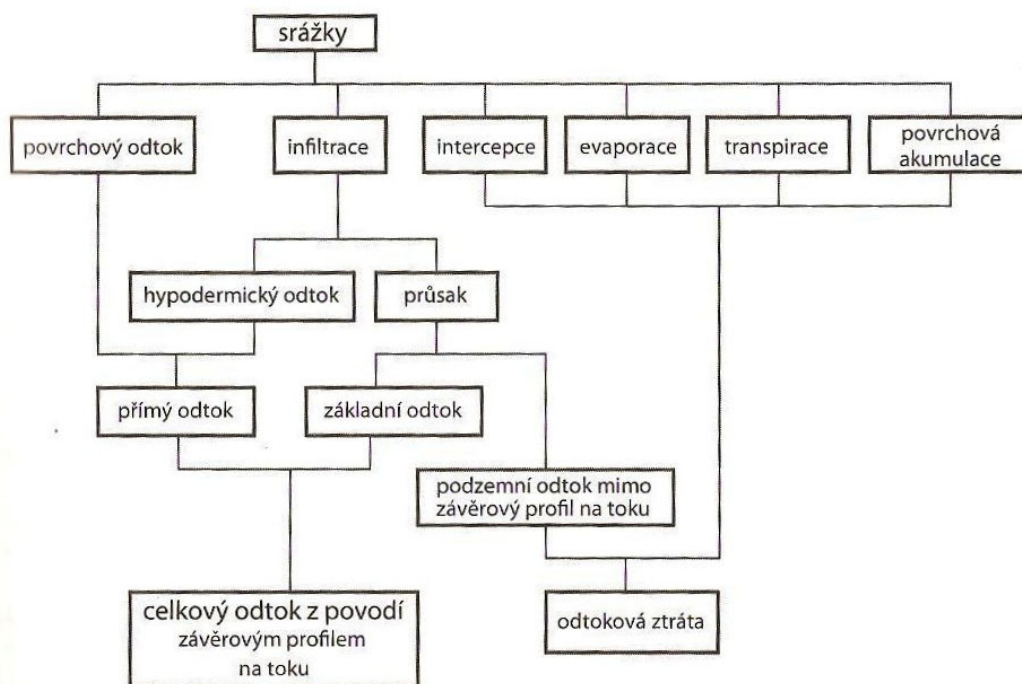 srážky
povrchový odtok
infiltrace
intercepce
evaporace
transpirace
povrchová
akumulace
hypodermický odtok
průsak
přímý odtok
základní odtok
podzemní odtok mimo
závěrový profil na toku
celkový odtok z povodí
závěrovým profilem
na toku
odtoková ztráta